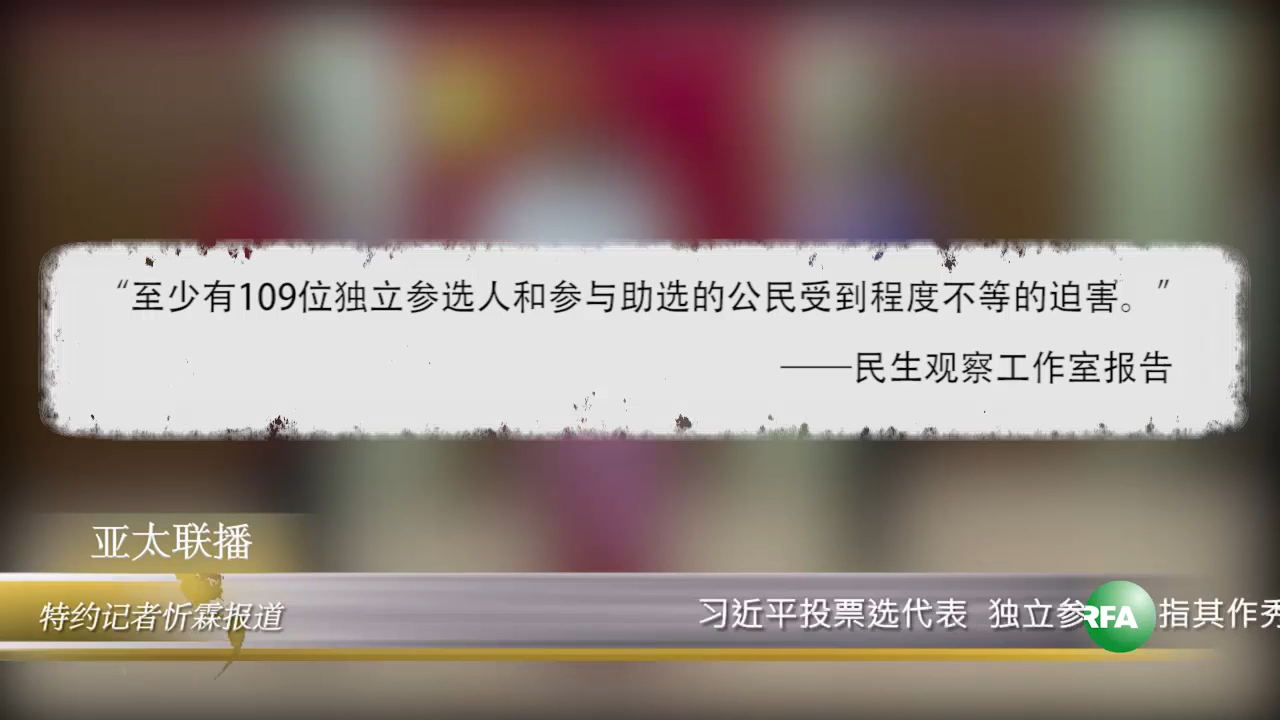 “至少有109位独立参选人和参与助选的公民受到程度不等的迫害。”
——民生观察工作室报告
亚太联播
特约记者忻霖报道
习近平投票选代表 独立参 RFA 指其作秀